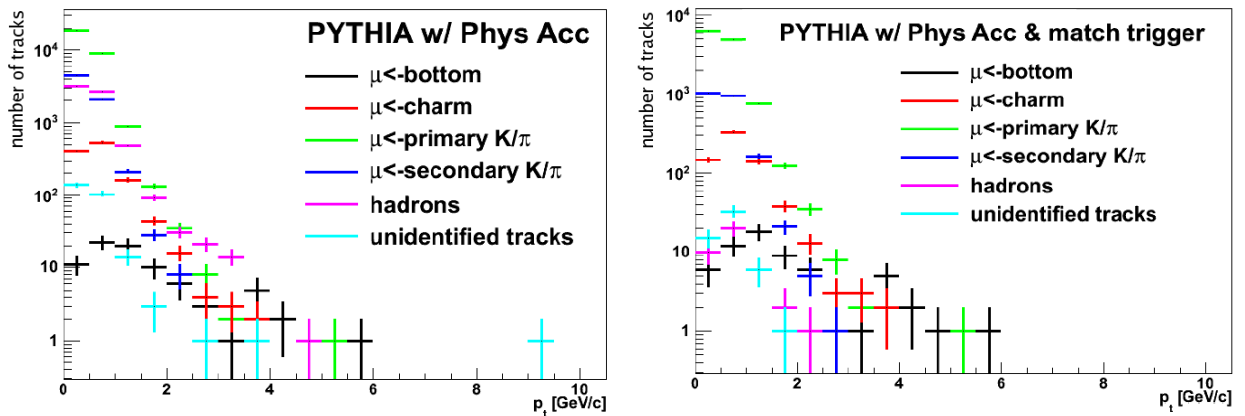 number of tracks
PYTHIA w/ Phys Acc
μ<-bottom
μ<-charm
μ<-primary K/π
μ<-secondary K/π
hadrons
unidentified tracks
10⁴
10³
10²
10
1
0 2 4 6 8 10
pₜ [GeV/c]
number of tracks
PYTHIA w/ Phys Acc & match trigger
μ<-bottom
μ<-charm
μ<-primary K/π
μ<-secondary K/π
hadrons
unidentified tracks
10⁴
10³
10²
10
1
0 2 4 6 8 10
pₜ [GeV/c]